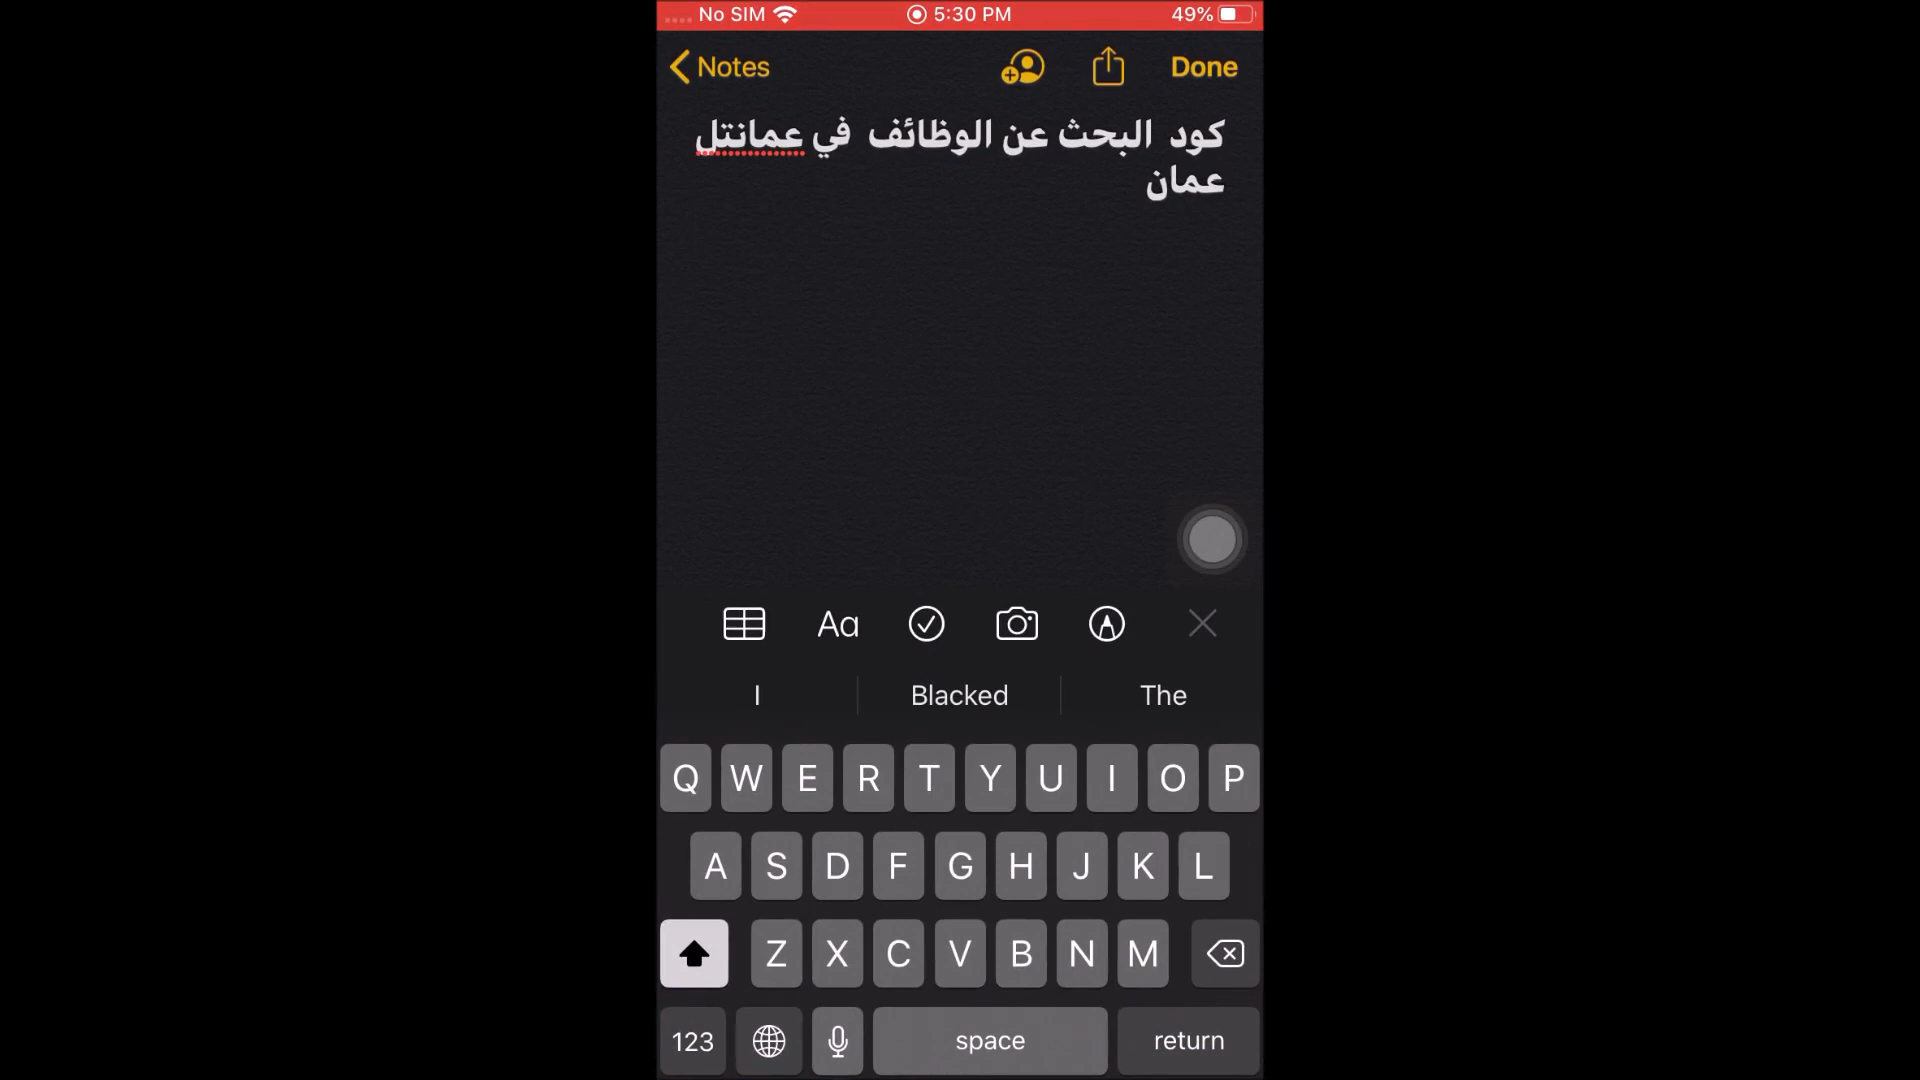 No SIM 5:30 PM 49%
Notes Done
كود البحث عن الوظائف في عمانتل
عمان
Aa
I Blacked The
Q W E R T Y U I O P
A S D F G H J K L
Z X C V B N M
123 space return